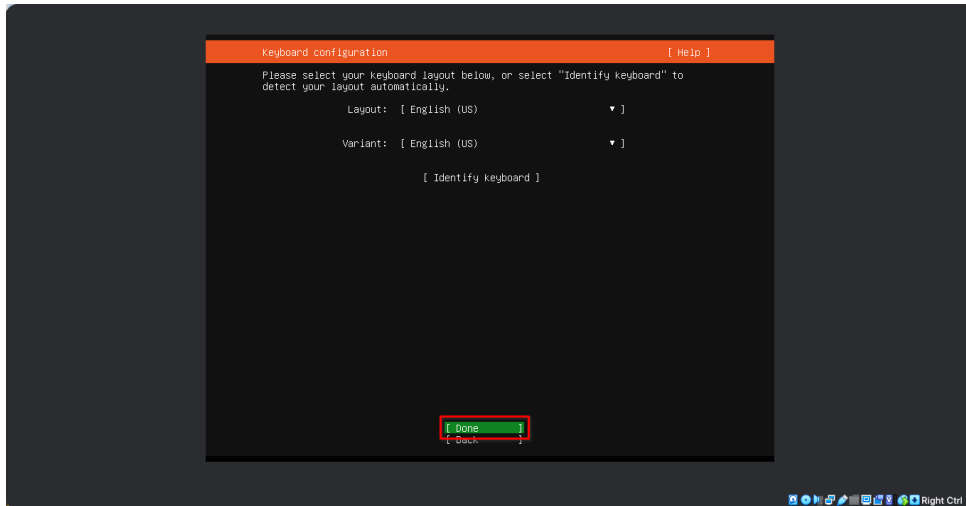 Keyboard configuration [ Help ]
Please select your keyboard layout below, or select "Identify keyboard" to
detect your layout automatically.
Layout: [ English (US) ▾ ]
Variant: [ English (US) ▾ ]
[ Identify keyboard ]
[ Done ]
[ Back ]
Right Ctrl